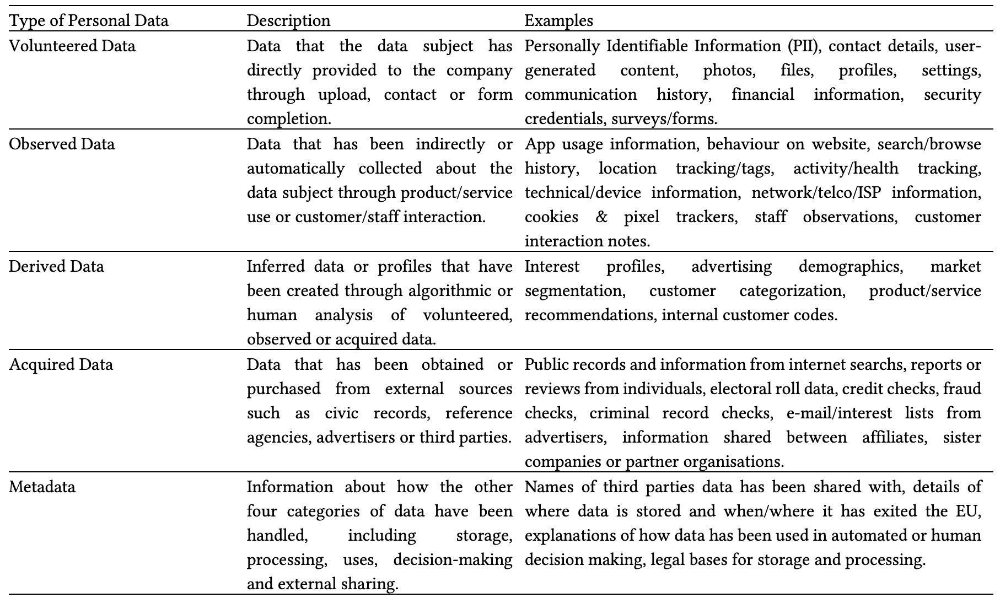 Type of Personal Data
Description
Examples
Volunteered Data
Data that the data subject has
directly provided to the company
through upload, contact or form
completion.
Personally Identifiable Information (PII), contact details, user-
generated content, photos, files, profiles, settings,
communication history, financial information, security
credentials, surveys/forms.
Observed Data
Data that has been indirectly or
automatically collected about the
data subject through product/service
use or customer/staff interaction.
App usage information, behaviour on website, search/browse
history, location tracking/tags, activity/health tracking,
technical/device information, network/telco/ISP information,
cookies & pixel trackers, staff observations, customer
interaction notes.
Derived Data
Inferred data or profiles that have
been created through algorithmic or
human analysis of volunteered,
observed or acquired data.
Interest profiles, advertising demographics, market
segmentation, customer categorization, product/service
recommendations, internal customer codes.
Acquired Data
Data that has been obtained or
purchased from external sources
such as civic records, reference
agencies, advertisers or third parties.
Public records and information from internet searchs, reports or
reviews from individuals, electoral roll data, credit checks, fraud
checks, criminal record checks, e-mail/interest lists from
advertisers, information shared between affiliates, sister
companies or partner organisations.
Metadata
Information about how the other
four categories of data have been
handled, including storage,
processing, uses, decision-making
and external sharing.
Names of third parties data has been shared with, details of
where data is stored and when/where it has exited the EU,
explanations of how data has been used in automated or human
decision making, legal bases for storage and processing.